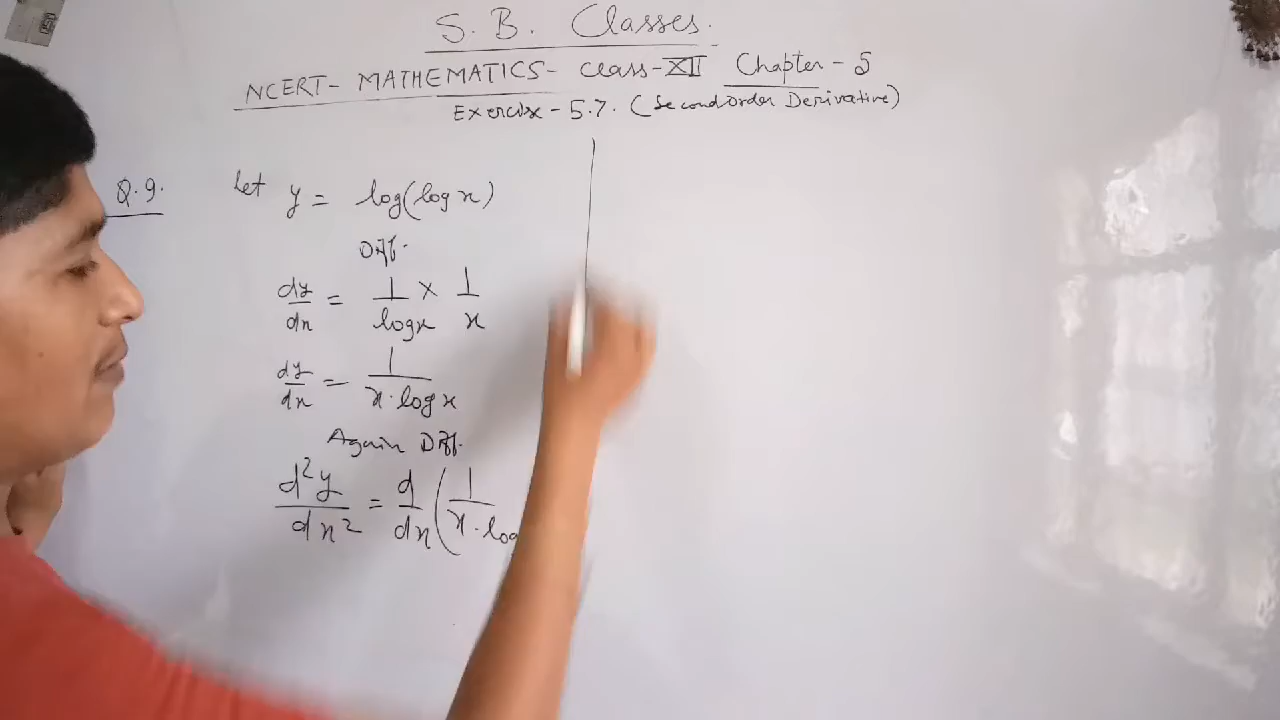 S. B. Classes.
NCERT- MATHEMATICS- Class-XII Chapter - 5
Exercise - 5.7. (Second Order Derivative)
Q.9. Let y = log(log x)
Diff.
dy/dx = 1/log x × 1/x
dy/dx = 1/x·log x
Again Diff.
d²y/dx² = d/dx (1/x·log